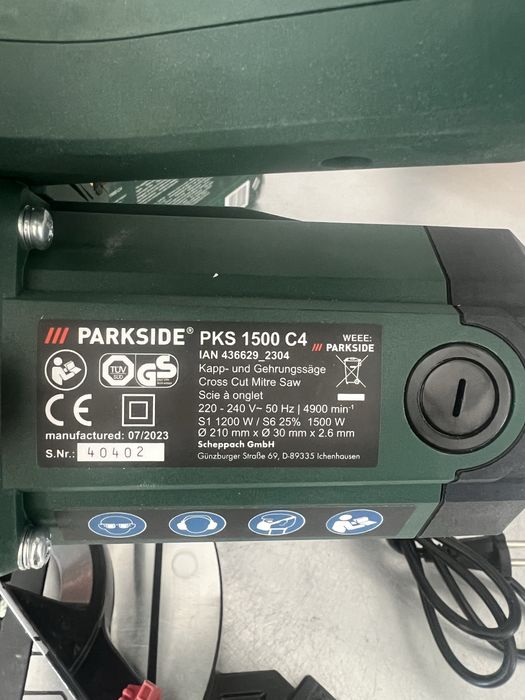 /// PARKSIDE® PKS 1500 C4
IAN 436629_2304
WEEE:
/// PARKSIDE
Kapp- und Gehrungssäge
Cross Cut Mitre Saw
Scie à onglet
220 - 240 V~ 50 Hz | 4900 min-1
S1 1200 W / S6 25% 1500 W
Ø 210 mm x Ø 30 mm x 2.6 mm
Scheppach GmbH
Günzburger Straße 69, D-89335 Ichenhausen
TÜV
SÜD
GS
CE
manufactured: 07/2023
S.Nr.: 40402